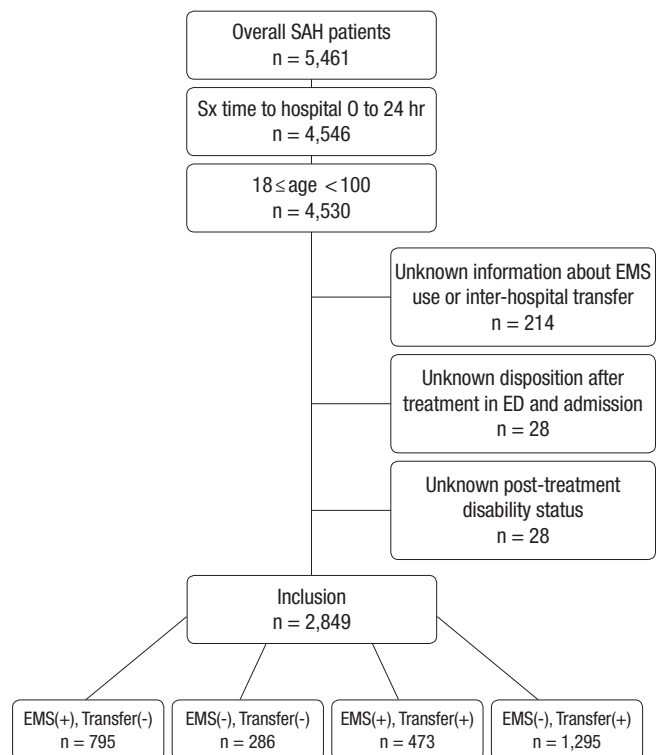 Overall SAH patients
n = 5,461
Sx time to hospital 0 to 24 hr
n = 4,546
18 ≤ age < 100
n = 4,530
Unknown information about EMS
use or inter-hospital transfer
n = 214
Unknown disposition after
treatment in ED and admission
n = 28
Unknown post-treatment
disability status
n = 28
Inclusion
n = 2,849
EMS(+), Transfer(-)
n = 795
EMS(-), Transfer(-)
n = 286
EMS(+), Transfer(+)
n = 473
EMS(-), Transfer(+)
n = 1,295